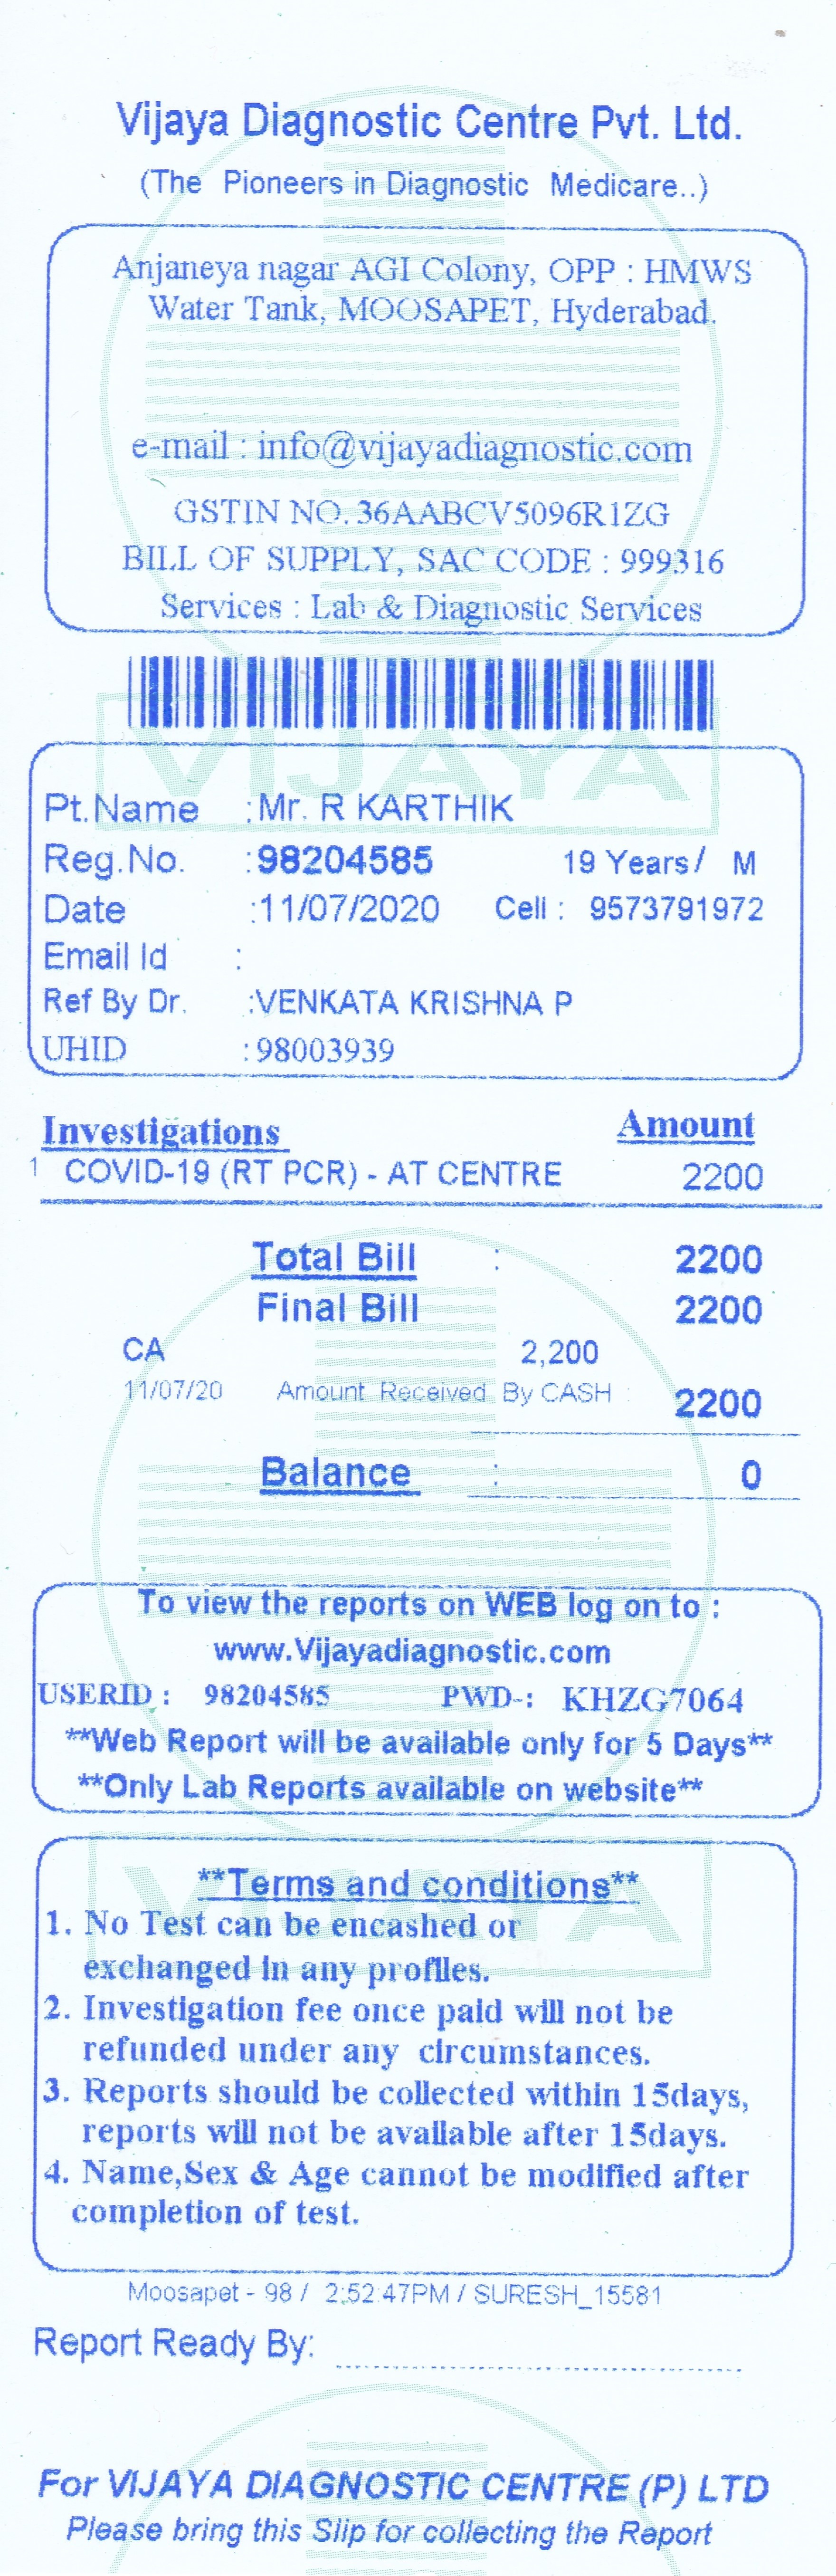 Vijaya Diagnostic Centre Pvt. Ltd.
(The Pioneers in Diagnostic Medicare..)
Anjaneya nagar AGI Colony, OPP : HMWS
Water Tank, MOOSAPET, Hyderabad.
e-mail : info@vijayadiagnostic.com
GSTIN NO. 36AABCV5096R1ZG
BILL OF SUPPLY, SAC CODE : 999316
Services : Lab & Diagnostic Services
VIJAYA
Pt.Name : Mr. R KARTHIK
Reg.No. :98204585 19 Years/ M
Date :11/07/2020 Cell : 9573791972
Email Id :
Ref By Dr. :VENKATA KRISHNA P
UHID : 98003939
Investigations Amount
1 COVID-19 (RT PCR) - AT CENTRE 2200
Total Bill : 2200
Final Bill 2200
CA 2,200
11/07/20 Amount Received By CASH : 2200
Balance : 0
To view the reports on WEB log on to :
www.Vijayadiagnostic.com
USERID : 98204585 PWD-: KHZG7064
**Web Report will be available only for 5 Days**
**Only Lab Reports available on website**
VIJAYA
**Terms and conditions**
1. No Test can be encashed or
exchanged in any profiles.
2. Investigation fee once paid will not be
refunded under any circumstances.
3. Reports should be collected within 15days,
reports will not be available after 15days.
4. Name,Sex & Age cannot be modified after
completion of test.
Moosapet - 98 / 2:52:47PM / SURESH_15581
Report Ready By:
For VIJAYA DIAGNOSTIC CENTRE (P) LTD
Please bring this Slip for collecting the Report